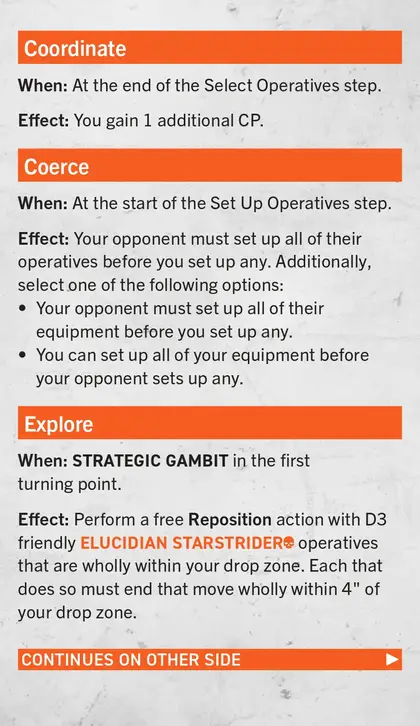 Coordinate
When: At the end of the Select Operatives step.
Effect: You gain 1 additional CP.
Coerce
When: At the start of the Set Up Operatives step.
Effect: Your opponent must set up all of their
operatives before you set up any. Additionally,
select one of the following options:
• Your opponent must set up all of their
equipment before you set up any.
• You can set up all of your equipment before
your opponent sets up any.
Explore
When: STRATEGIC GAMBIT in the first
turning point.
Effect: Perform a free Reposition action with D3
friendly ELUCIDIAN STARSTRIDER operatives
that are wholly within your drop zone. Each that
does so must end that move wholly within 4" of
your drop zone.
CONTINUES ON OTHER SIDE